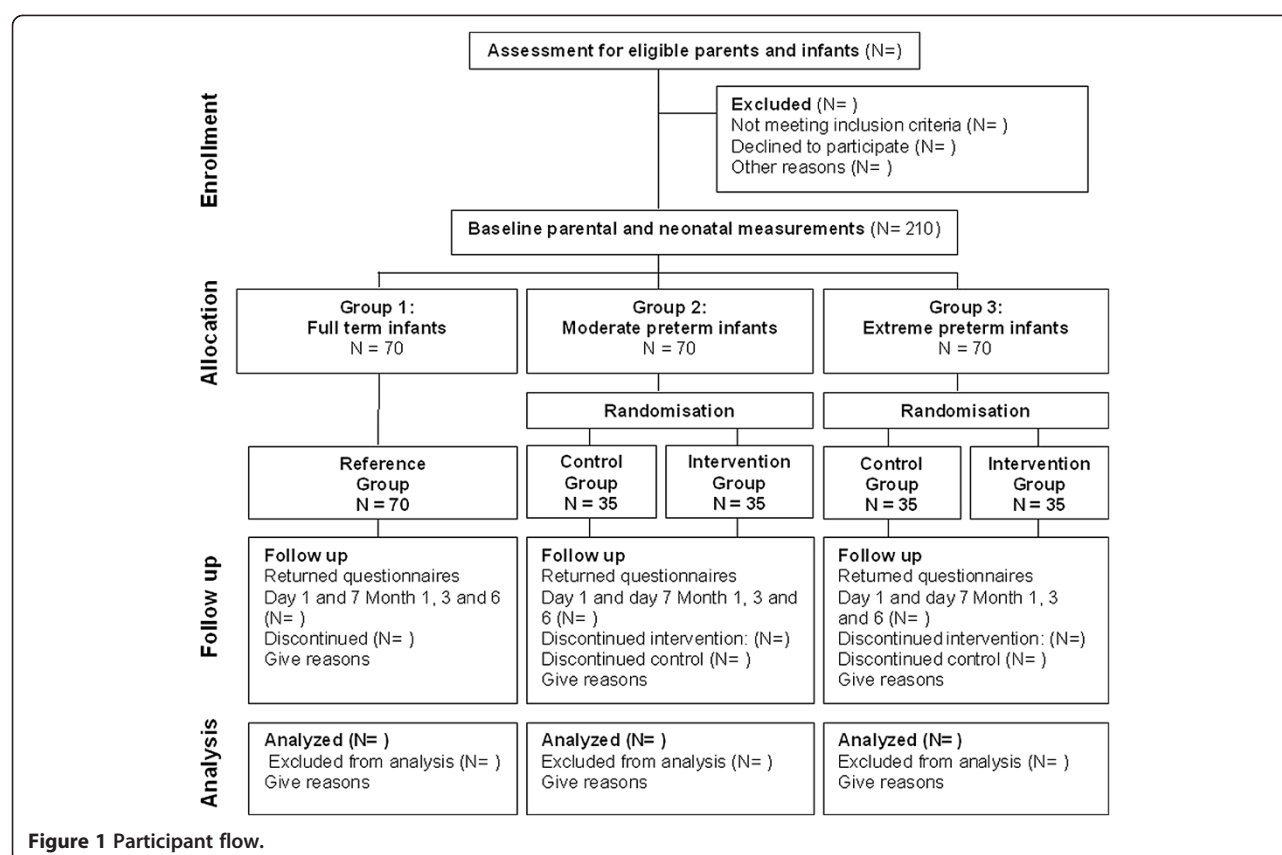 Assessment for eligible parents and infants (N=)
Enrollment
Excluded (N= )
Not meeting inclusion criteria (N= )
Declined to participate (N= )
Other reasons (N= )
Baseline parental and neonatal measurements (N= 210)
Allocation
Group 1:
Full term infants
N = 70
Group 2:
Moderate preterm infants
N = 70
Group 3:
Extreme preterm infants
N = 70
Randomisation
Randomisation
Reference
Group
N = 70
Control
Group
N = 35
Intervention
Group
N = 35
Control
Group
N = 35
Intervention
Group
N = 35
Follow up
Follow up
Returned questionnaires
Day 1 and 7 Month 1, 3 and 6
(N= )
Discontinued (N= )
Give reasons
Follow up
Returned questionnaires
Day 1 and day 7 Month 1, 3 and
6 (N= )
Discontinued intervention: (N=)
Discontinued control (N= )
Give reasons
Follow up
Returned questionnaires
Day 1 and day 7 Month 1, 3
and 6 (N= )
Discontinued intervention: (N=)
Discontinued control (N= )
Give reasons
Analysis
Analyzed (N= )
Excluded from analysis (N= )
Give reasons
Analyzed (N= )
Excluded from analysis (N= )
Give reasons
Analyzed (N= )
Excluded from analysis (N= )
Give reasons
Figure 1 Participant flow.